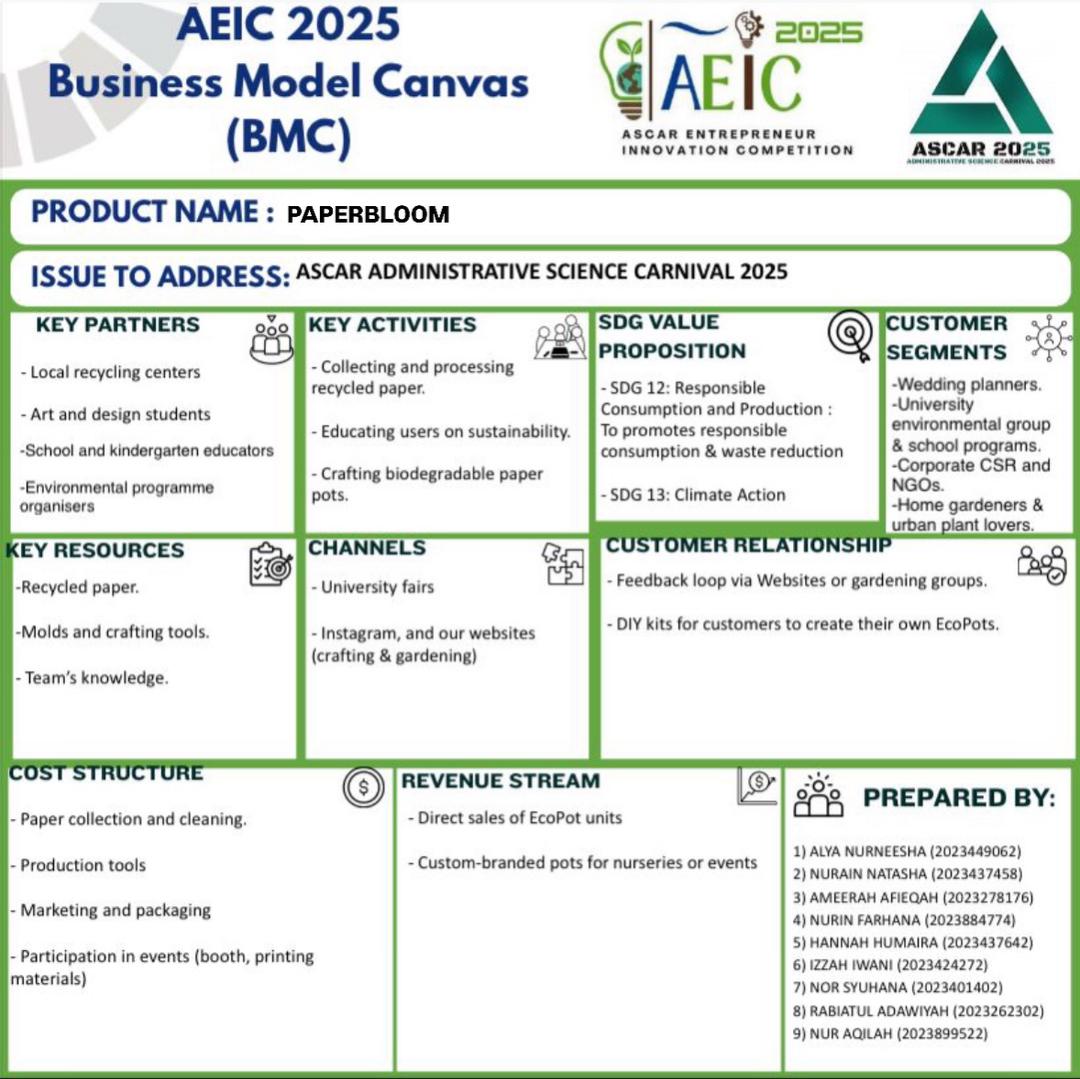 AEIC 2025
Business Model Canvas
(BMC)
2025
AEIC
ASCAR ENTREPRENEUR
INNOVATION COMPETITION
ASCAR 2025
ADMINISTRATIVE SCIENCE CARNIVAL 2025
PRODUCT NAME : PAPERBLOOM
ISSUE TO ADDRESS: ASCAR ADMINISTRATIVE SCIENCE CARNIVAL 2025
KEY PARTNERS
- Local recycling centers
- Art and design students
-School and kindergarten educators
-Environmental programme
organisers
KEY ACTIVITIES
- Collecting and processing
recycled paper.
- Educating users on sustainability.
- Crafting biodegradable paper
pots.
SDG VALUE
PROPOSITION
- SDG 12: Responsible
Consumption and Production :
To promotes responsible
consumption & waste reduction
- SDG 13: Climate Action
CUSTOMER
SEGMENTS
-Wedding planners.
-University
environmental group
& school programs.
-Corporate CSR and
NGOs.
-Home gardeners &
urban plant lovers.
KEY RESOURCES
-Recycled paper.
-Molds and crafting tools.
- Team's knowledge.
CHANNELS
- University fairs
- Instagram, and our websites
(crafting & gardening)
CUSTOMER RELATIONSHIP
- Feedback loop via Websites or gardening groups.
- DIY kits for customers to create their own EcoPots.
COST STRUCTURE
- Paper collection and cleaning.
- Production tools
- Marketing and packaging
- Participation in events (booth, printing
materials)
REVENUE STREAM
- Direct sales of EcoPot units
- Custom-branded pots for nurseries or events
PREPARED BY:
1) ALYA NURNEESHA (2023449062)
2) NURAIN NATASHA (2023437458)
3) AMEERAH AFIEQAH (2023278176)
4) NURIN FARHANA (2023884774)
5) HANNAH HUMAIRA (2023437642)
6) IZZAH IWANI (2023424272)
7) NOR SYUHANA (2023401402)
8) RABIATUL ADAWIYAH (2023262302)
9) NUR AQILAH (2023899522)